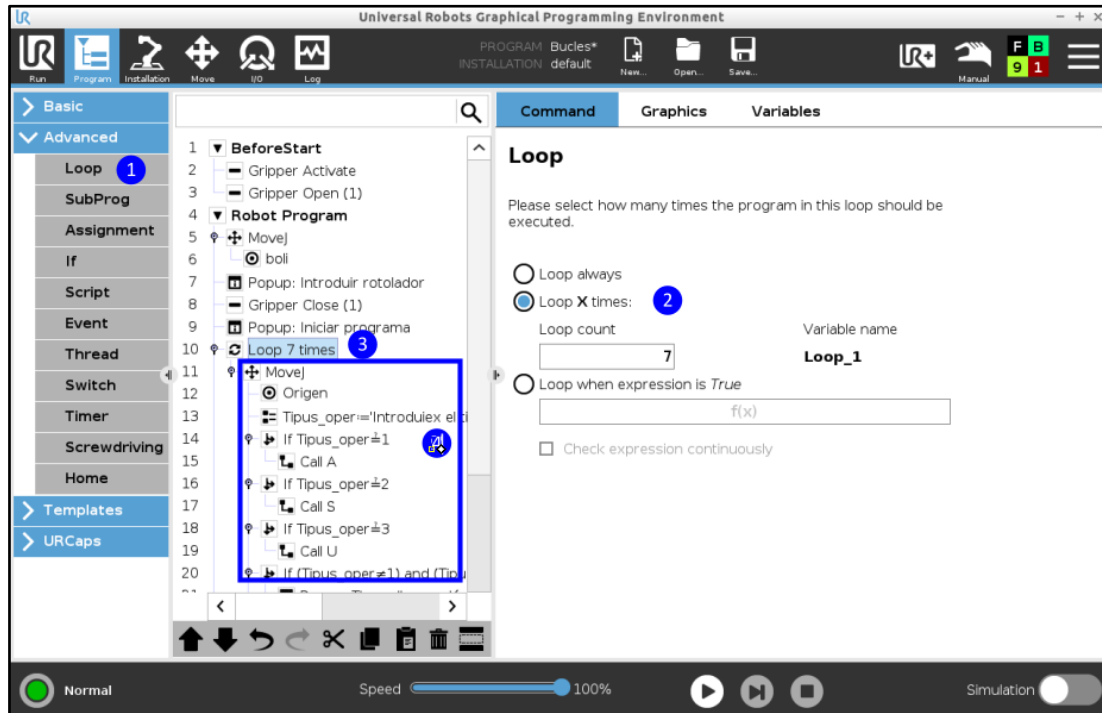 Universal Robots Graphical Programming Environment
Run
Program
Installation
Move
I/O
Log
PROGRAM Bucles*
INSTALLATION default
New...
Open...
Save...
UR+
Manual
F B
9 1
Basic
Advanced
Loop 1
SubProg
Assignment
If
Script
Event
Thread
Switch
Timer
Screwdriving
Home
Templates
URCaps
1 BeforeStart
2 Gripper Activate
3 Gripper Open (1)
4 Robot Program
5 MoveJ
6 boli
7 Popup: Introduir rotolador
8 Gripper Close (1)
9 Popup: Iniciar programa
10 Loop 7 times 3
11 MoveJ
12 Origen
13 Tipus_oper≔'Introduiex el ti
14 If Tipus_oper≟1
15 Call A
16 If Tipus_oper≟2
17 Call S
18 If Tipus_oper≟3
19 Call U
20 If (Tipus_oper≠1) and (Tipu
Command
Graphics
Variables
Loop
Please select how many times the program in this loop should be
executed.
Loop always
Loop X times: 2
Loop count
Variable name
7
Loop_1
Loop when expression is True
f(x)
Check expression continuously
Normal
Speed
100%
Simulation